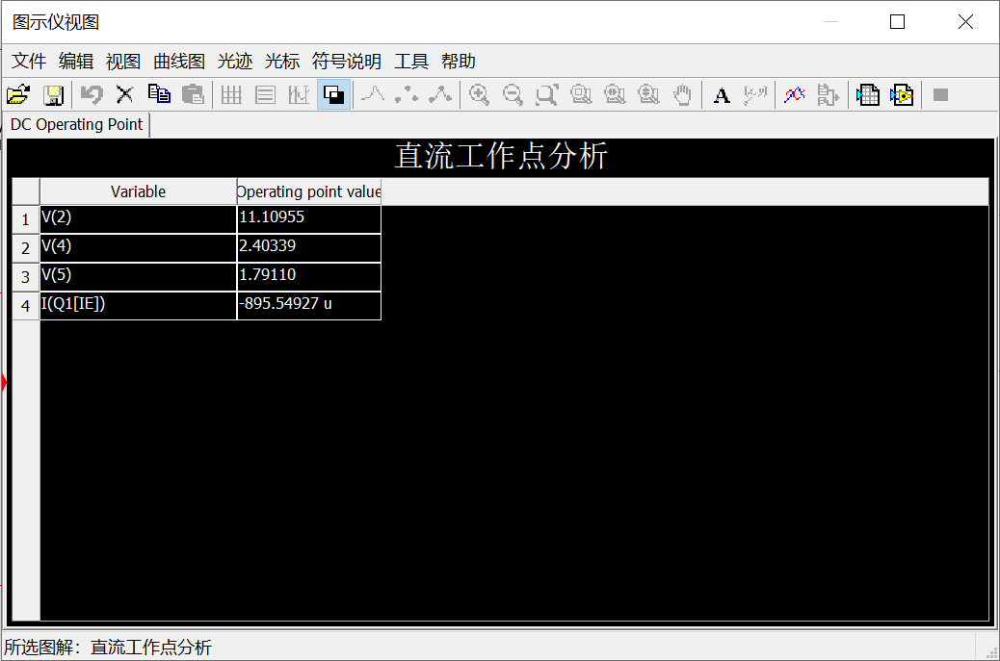 图示仪视图
文件 编辑 视图 曲线图 光迹 光标 符号说明 工具 帮助
A
DC Operating Point
直流工作点分析
Variable Operating point value
1 V(2) 11.10955
2 V(4) 2.40339
3 V(5) 1.79110
4 I(Q1[IE]) -895.54927 u
所选图解：直流工作点分析